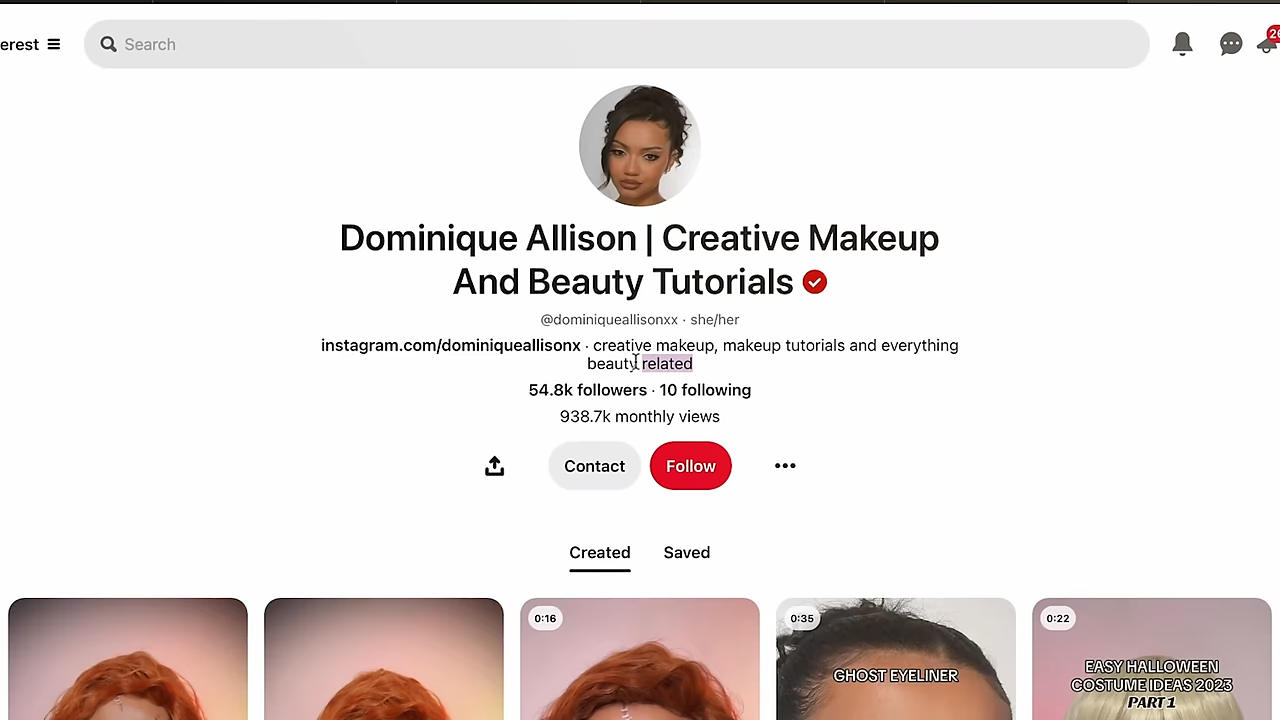 erest
Search
26
Dominique Allison | Creative Makeup
And Beauty Tutorials
@dominiqueallisonxx · she/her
instagram.com/dominiqueallisonx · creative makeup, makeup tutorials and everything
beauty related
54.8k followers · 10 following
938.7k monthly views
Contact
Follow
Created
Saved
0:16
0:35
0:22
GHOST EYELINER
EASY HALLOWEEN
COSTUME IDEAS 2023
PART 1